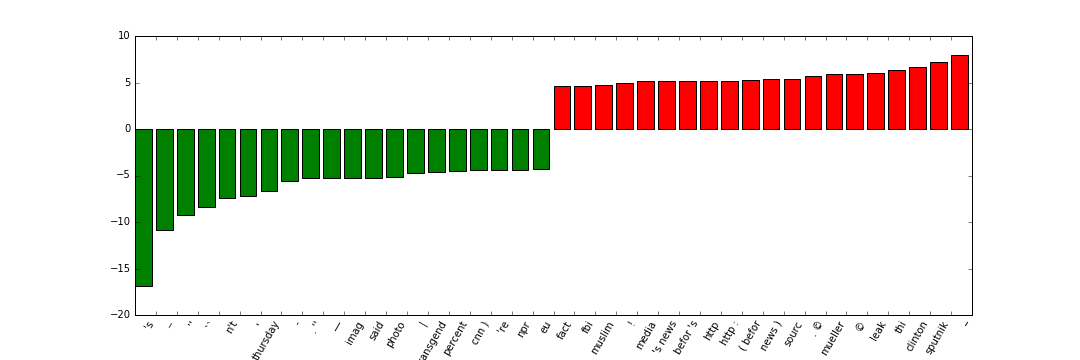 10
5
0
−5
−10
−15
−20
's
–
''
``
n't
'
thursday
-
. ''
—
imag
said
photo
|
ransgend
percent
cnn )
're
npr
eu
fact
fbi
muslim
!
media
's news
befor 's
http
http :
( befor
news )
sourc
. ©
mueller
©
leak
thi
clinton
sputnik
–